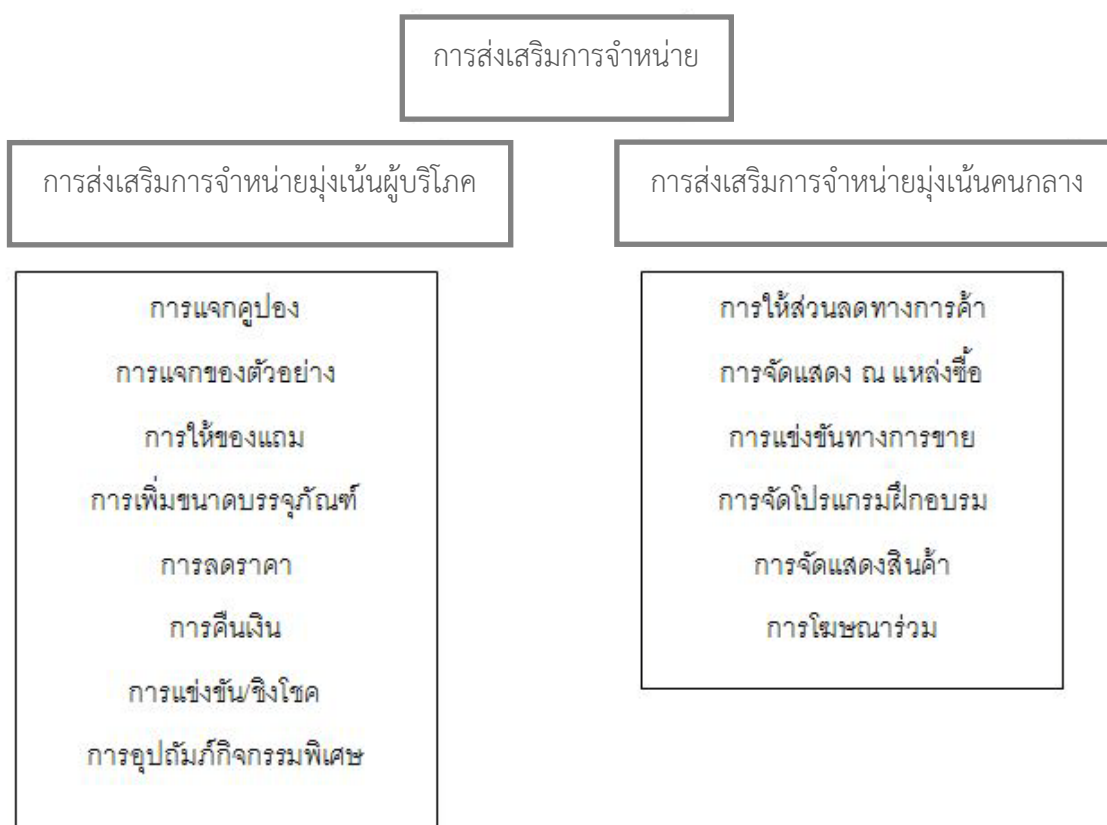 การส่งเสริมการจำหน่าย
การส่งเสริมการจำหน่ายมุ่งเน้นผู้บริโภค
การส่งเสริมการจำหน่ายมุ่งเน้นคนกลาง
การแจกคูปอง
การแจกของตัวอย่าง
การให้ของแถม
การเพิ่มขนาดบรรจุภัณฑ์
การลดราคา
การคืนเงิน
การแข่งขัน/ชิงโชค
การอุปถัมภ์กิจกรรมพิเศษ
การให้ส่วนลดทางการค้า
การจัดแสดง ณ แหล่งซื้อ
การแข่งขันทางการขาย
การจัดโปรแกรมฝึกอบรม
การจัดแสดงสินค้า
การโฆษณาร่วม